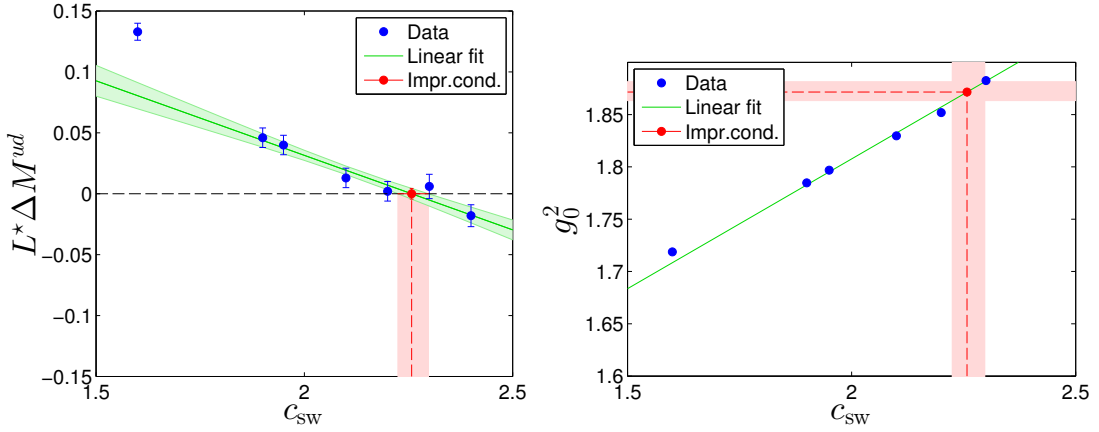 0.15
0.1
0.05
0
−0.05
−0.1
−0.15
L⋆ΔM^{ud}
1.5
2
2.5
c_sw
Data
Linear fit
Impr.cond.
1.85
1.8
1.75
1.7
1.65
1.6
g_0^2
1.5
2
2.5
c_sw
Data
Linear fit
Impr.cond.